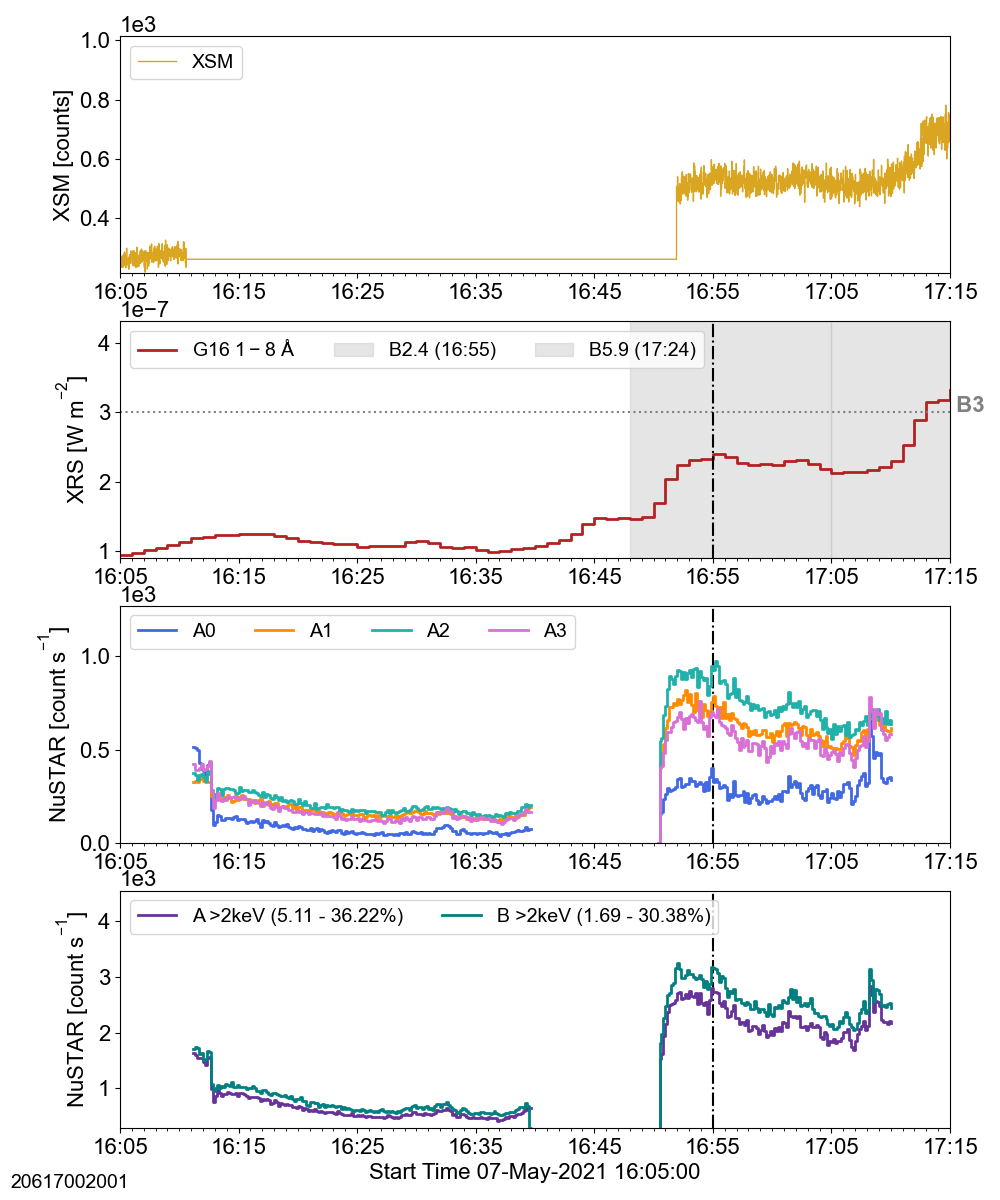 1e3
1.0
0.8
0.6
0.4
XSM [counts]
XSM
16:05 16:15 16:25 16:35 16:45 16:55 17:05 17:15
1e−7
4
3
2
1
XRS [W m−2]
G16 1 − 8 Å B2.4 (16:55) B5.9 (17:24)
B3
16:05 16:15 16:25 16:35 16:45 16:55 17:05 17:15
1e3
1.0
0.5
0.0
NuSTAR [count s−1]
A0 A1 A2 A3
16:05 16:15 16:25 16:35 16:45 16:55 17:05 17:15
1e3
4
3
2
1
NuSTAR [count s−1]
A >2keV (5.11 - 36.22%) B >2keV (1.69 - 30.38%)
16:05 16:15 16:25 16:35 16:45 16:55 17:05 17:15
Start Time 07-May-2021 16:05:00
20617002001